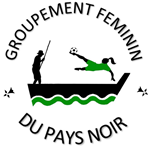 GROUPEMENT FEMININ
DU PAYS NOIR